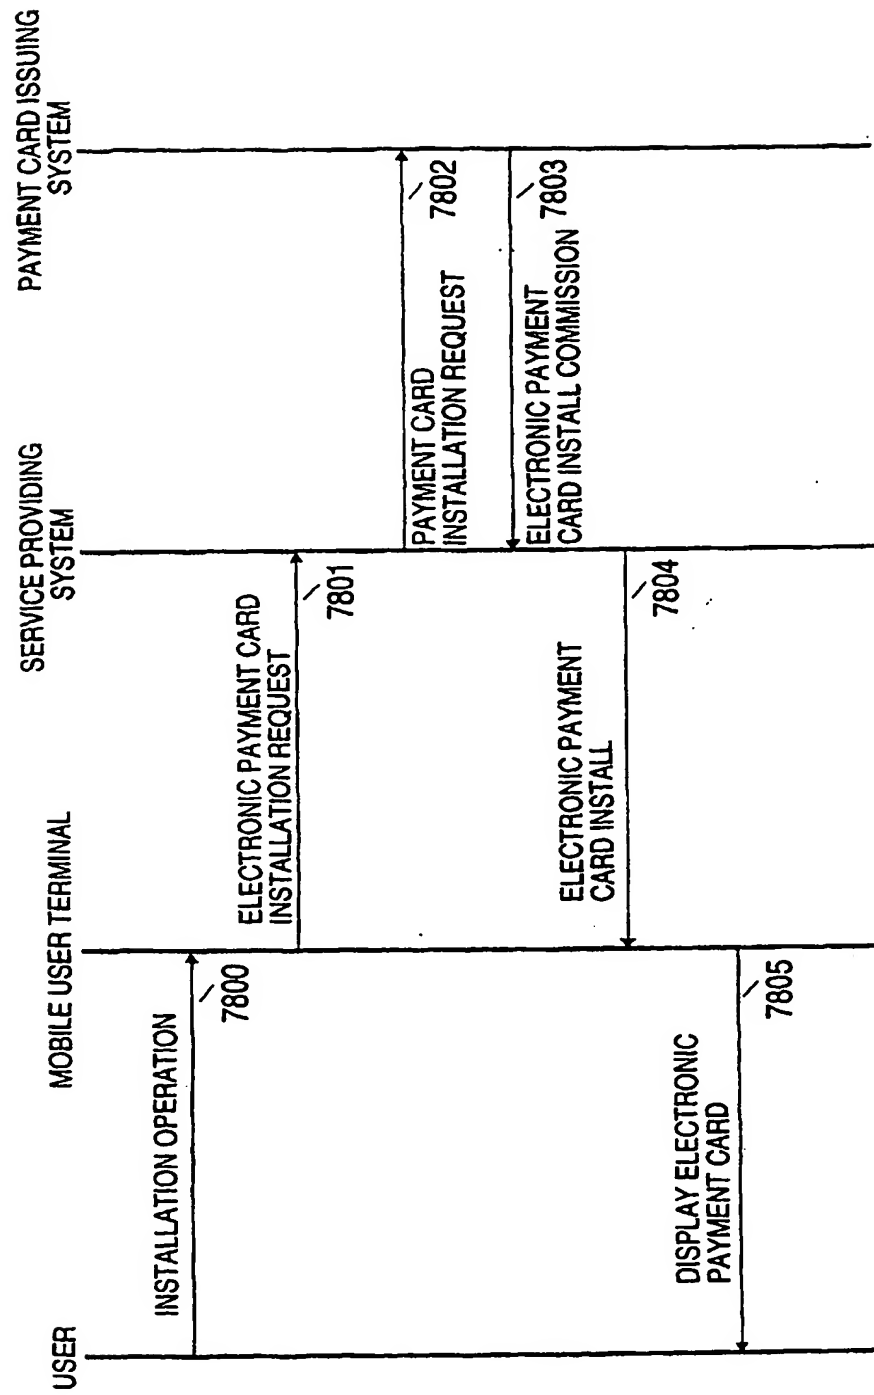 USER
MOBILE USER TERMINAL
SERVICE PROVIDING
SYSTEM
PAYMENT CARD ISSUING
SYSTEM
INSTALLATION OPERATION
7800
ELECTRONIC PAYMENT CARD
INSTALLATION REQUEST
7801
PAYMENT CARD
INSTALLATION REQUEST
7802
ELECTRONIC PAYMENT
CARD INSTALL COMMISSION
7803
ELECTRONIC PAYMENT
CARD INSTALL
7804
DISPLAY ELECTRONIC
PAYMENT CARD
7805